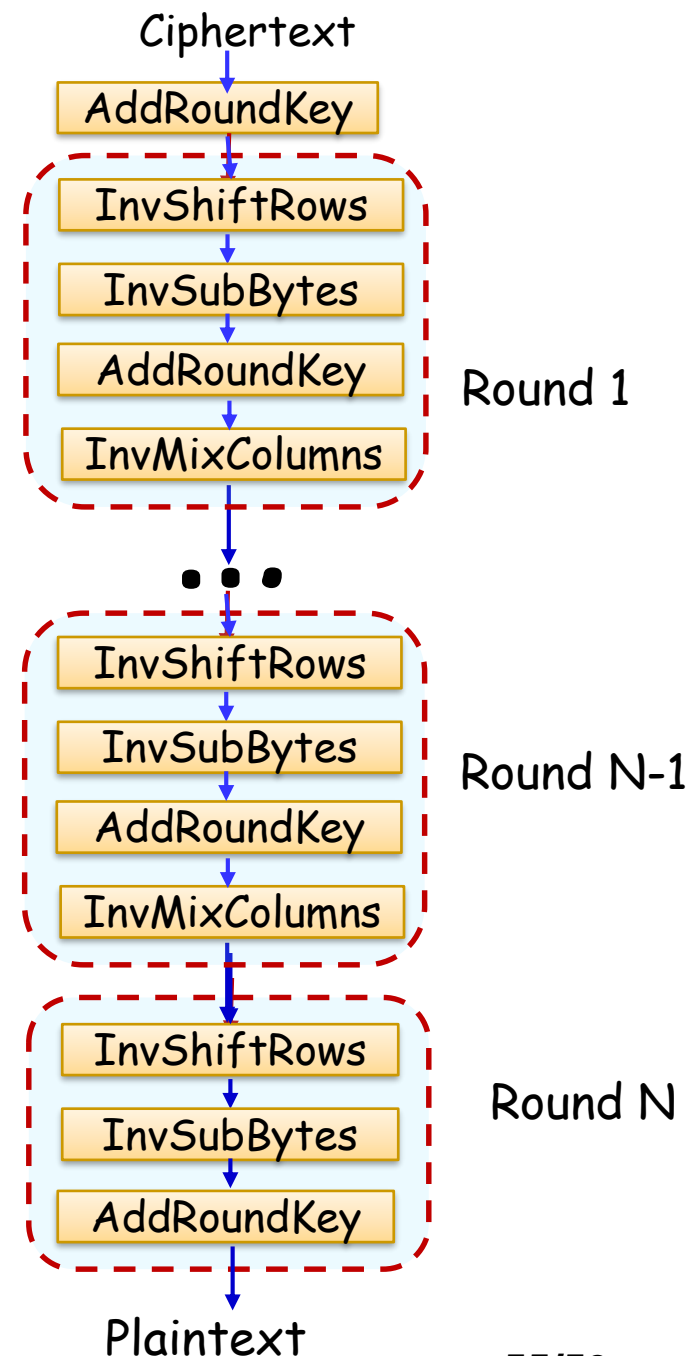 Ciphertext
AddRoundKey
InvShiftRows
InvSubBytes
AddRoundKey
Round 1
InvMixColumns
...
InvShiftRows
InvSubBytes
Round N-1
AddRoundKey
InvMixColumns
InvShiftRows
Round N
InvSubBytes
AddRoundKey
Plaintext